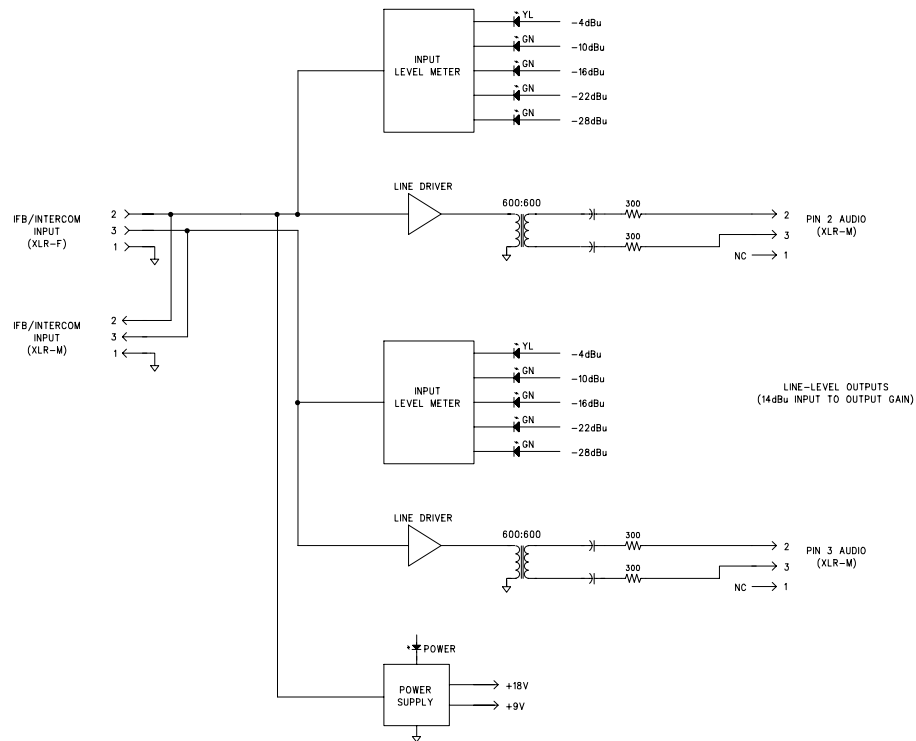 YL
-4dBu
GN
-10dBu
INPUT
LEVEL METER
GN
-16dBu
GN
-22dBu
GN
-28dBu
LINE DRIVER
600:600
300
IFB/INTERCOM
INPUT
(XLR-F)
2
3
1
300
2
3
NC
1
PIN 2 AUDIO
(XLR-M)
IFB/INTERCOM
INPUT
(XLR-M)
2
3
1
YL
-4dBu
GN
-10dBu
INPUT
LEVEL METER
GN
-16dBu
GN
-22dBu
GN
-28dBu
LINE-LEVEL OUTPUTS
(14dBu INPUT TO OUTPUT GAIN)
LINE DRIVER
600:600
300
300
2
3
NC
1
PIN 3 AUDIO
(XLR-M)
POWER
POWER
SUPPLY
+18V
+9V